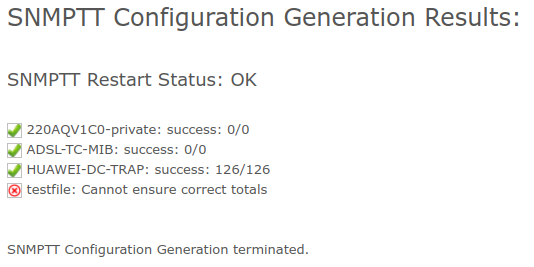 SNMPTT Configuration Generation Results:
SNMPTT Restart Status: OK
220AQV1C0-private: success: 0/0
ADSL-TC-MIB: success: 0/0
HUAWEI-DC-TRAP: success: 126/126
testfile: Cannot ensure correct totals
SNMPTT Configuration Generation terminated.